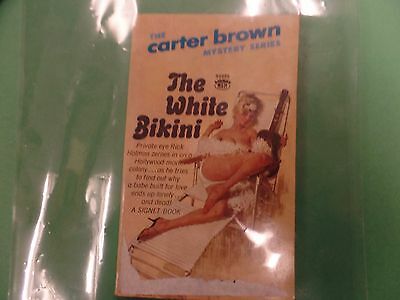 THE
carter brown
MYSTERY SERIES
The
White
Bikini
Private eye Rick
Holman zeroes in on a
Hollywood
colony.....as he tries
to find out why
a babe built for love
ends up lonely
and dead!
A SIGNET BOOK